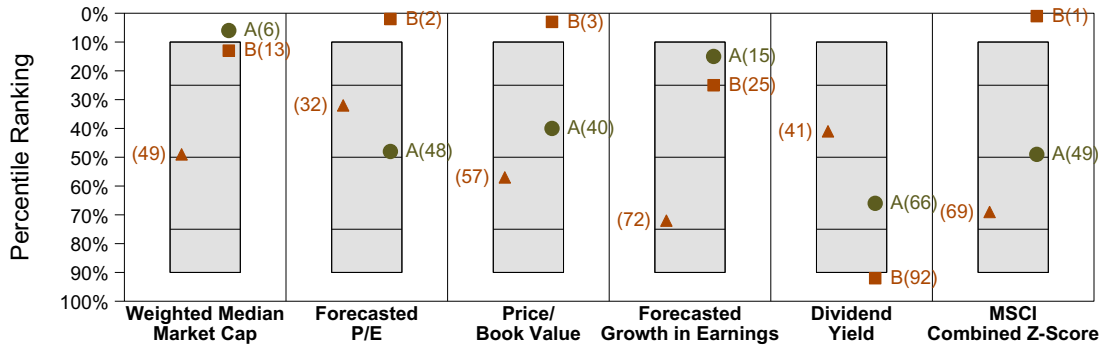 Percentile Ranking
0%
10%
20%
30%
40%
50%
60%
70%
80%
90%
100%
A(6)
B(13)
(49)
B(2)
(32)
A(48)
B(3)
A(40)
(57)
A(15)
B(25)
(72)
(41)
A(66)
B(92)
B(1)
A(49)
(69)
Weighted Median
Market Cap
Forecasted
P/E
Price/
Book Value
Forecasted
Growth in Earnings
Dividend
Yield
MSCI
Combined Z-Score